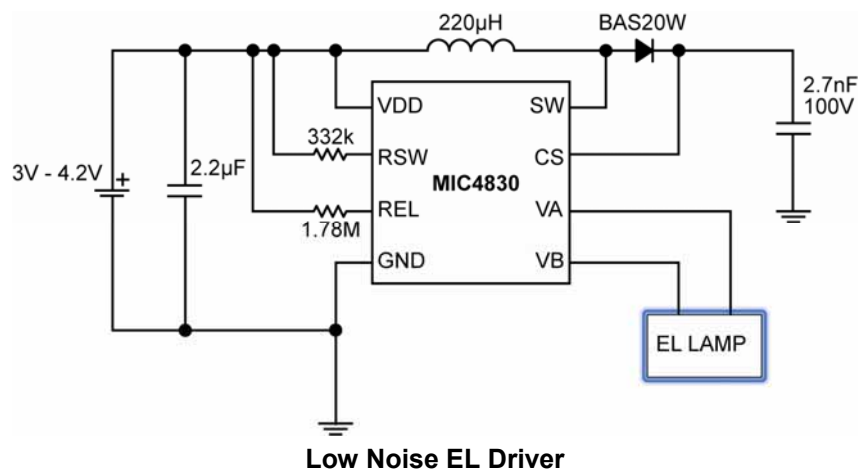 220µH
BAS20W
2.7nF
100V
VDD
SW
332k
RSW
CS
3V - 4.2V
+
2.2µF
MIC4830
REL
VA
1.78M
GND
VB
EL LAMP
Low Noise EL Driver